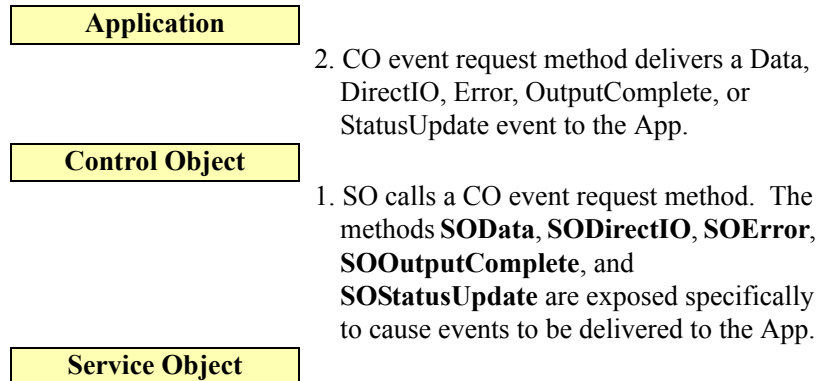 Application
2. CO event request method delivers a Data,
DirectIO, Error, OutputComplete, or
StatusUpdate event to the App.
Control Object
1. SO calls a CO event request method. The
methods SOData, SODirectIO, SOError,
SOOutputComplete, and
SOStatusUpdate are exposed specifically
to cause events to be delivered to the App.
Service Object